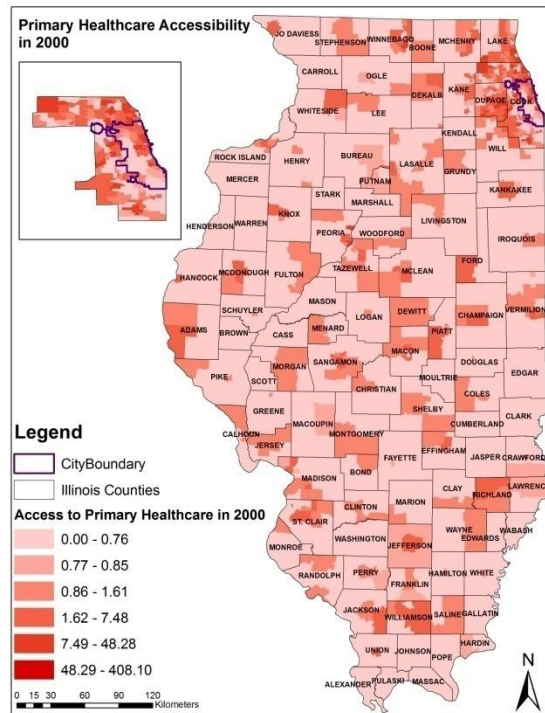 Primary Healthcare Accessibility
in 2000
JO DAVIESS
STEPHENSON
WINNEBAGO
BOONE
MCHENRY
LAKE
CARROLL
OGLE
DEKALB
KANE
DUPAGE
COOK
WHITESIDE
LEE
KENDALL
WILL
ROCK ISLAND
HENRY
BUREAU
LASALLE
GRUNDY
MERCER
PUTNAM
KANKAKEE
STARK
MARSHALL
HENDERSON
WARREN
KNOX
PEORIA
WOODFORD
LIVINGSTON
IROQUOIS
HANCOCK
MCDONOUGH
FULTON
TAZEWELL
MCLEAN
FORD
SCHUYLER
MASON
LOGAN
DEWITT
CHAMPAIGN
VERMILION
ADAMS
BROWN
CASS
MENARD
PIATT
MACON
PIKE
SCOTT
MORGAN
SANGAMON
DOUGLAS
EDGAR
MOULTRIE
CHRISTIAN
COLES
GREENE
MACOUPIN
SHELBY
CUMBERLAND
CLARK
CALHOUN
JERSEY
MONTGOMERY
EFFINGHAM
JASPER
CRAWFORD
FAYETTE
MADISON
BOND
CLAY
RICHLAND
LAWRENCE
CLINTON
MARION
ST. CLAIR
WAYNE
WABASH
EDWARDS
WASHINGTON
JEFFERSON
MONROE
RANDOLPH
PERRY
HAMILTON
WHITE
FRANKLIN
JACKSON
WILLIAMSON
SALINE
GALLATIN
UNION
JOHNSON
POPE
HARDIN
ALEXANDER
PULASKI
MASSAC
Legend
CityBoundary
Illinois Counties
Access to Primary Healthcare in 2000
0.00 - 0.76
0.77 - 0.85
0.86 - 1.61
1.62 - 7.48
7.49 - 48.28
48.29 - 408.10
0 15 30 60 90 120
Kilometers
N